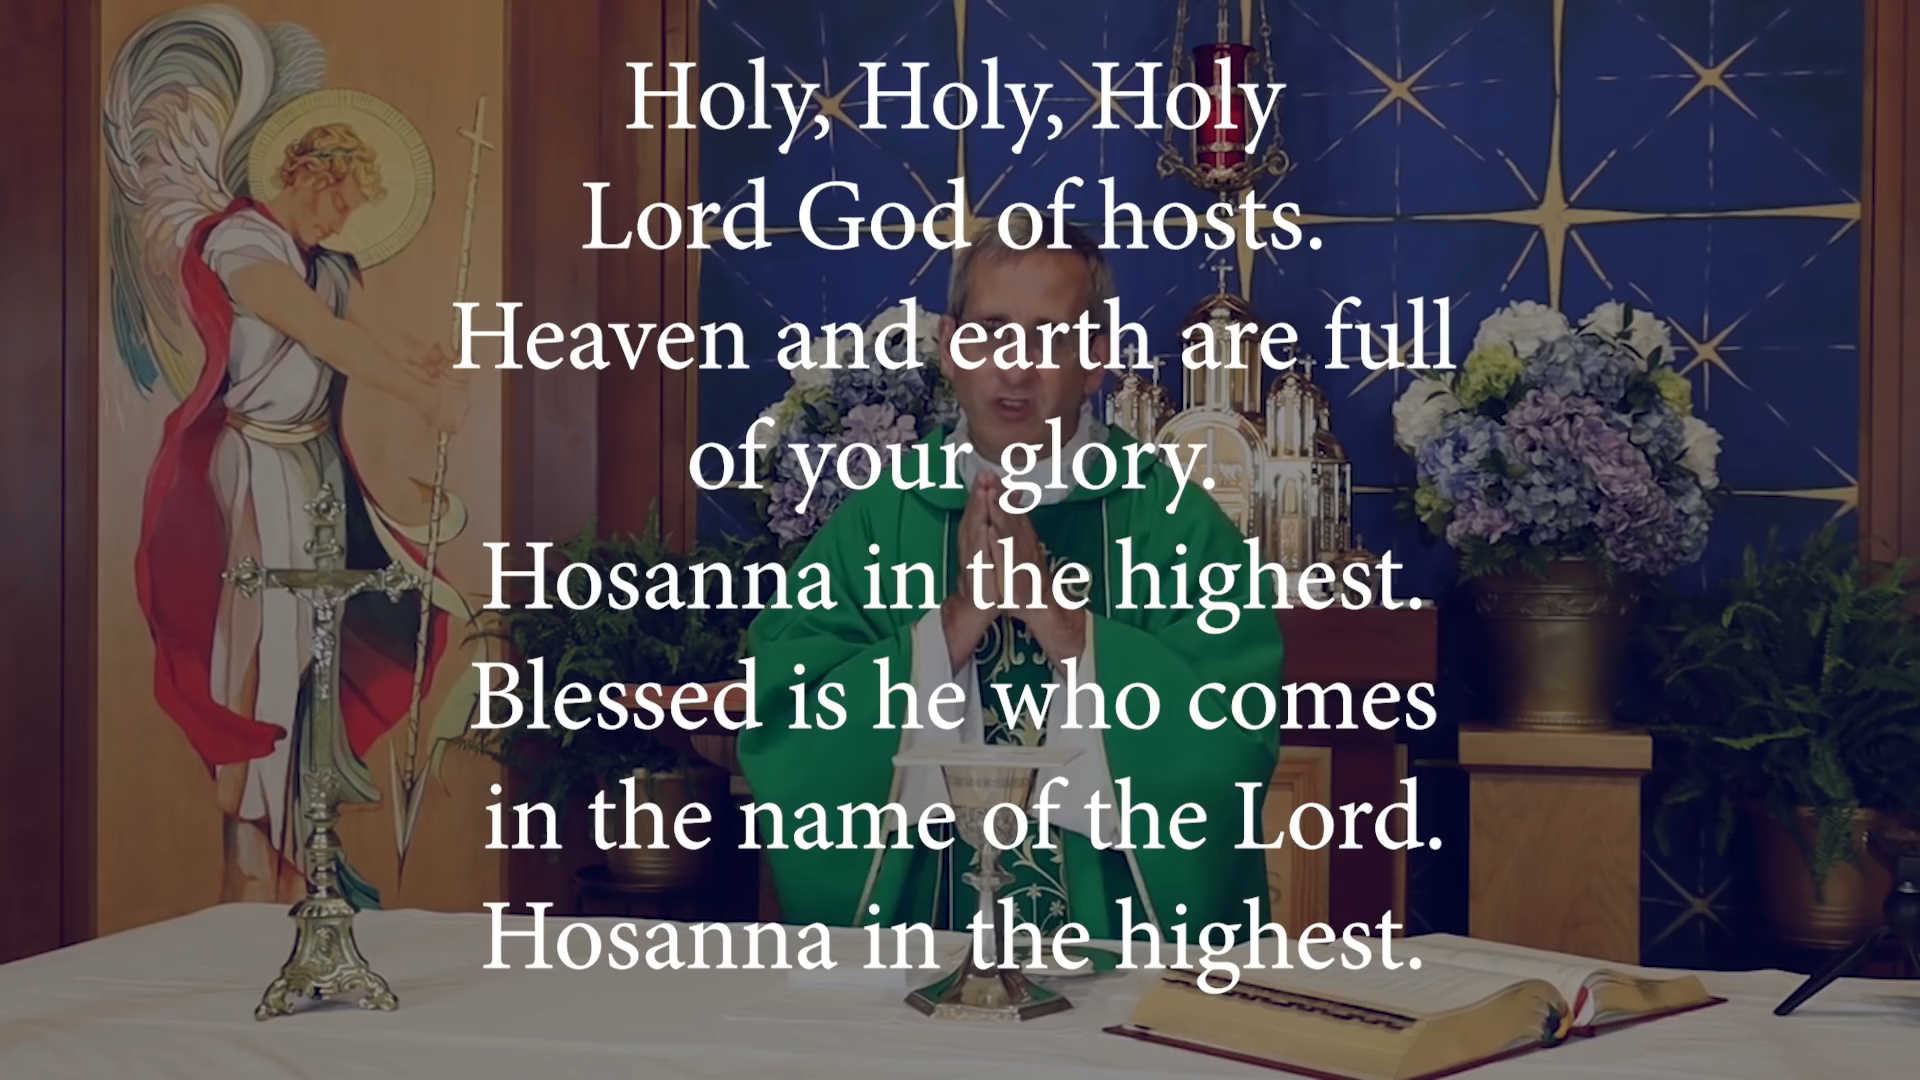 Holy, Holy, Holy
Lord God of hosts.
Heaven and earth are full
of your glory.
Hosanna in the highest.
Blessed is he who comes
in the name of the Lord.
Hosanna in the highest.